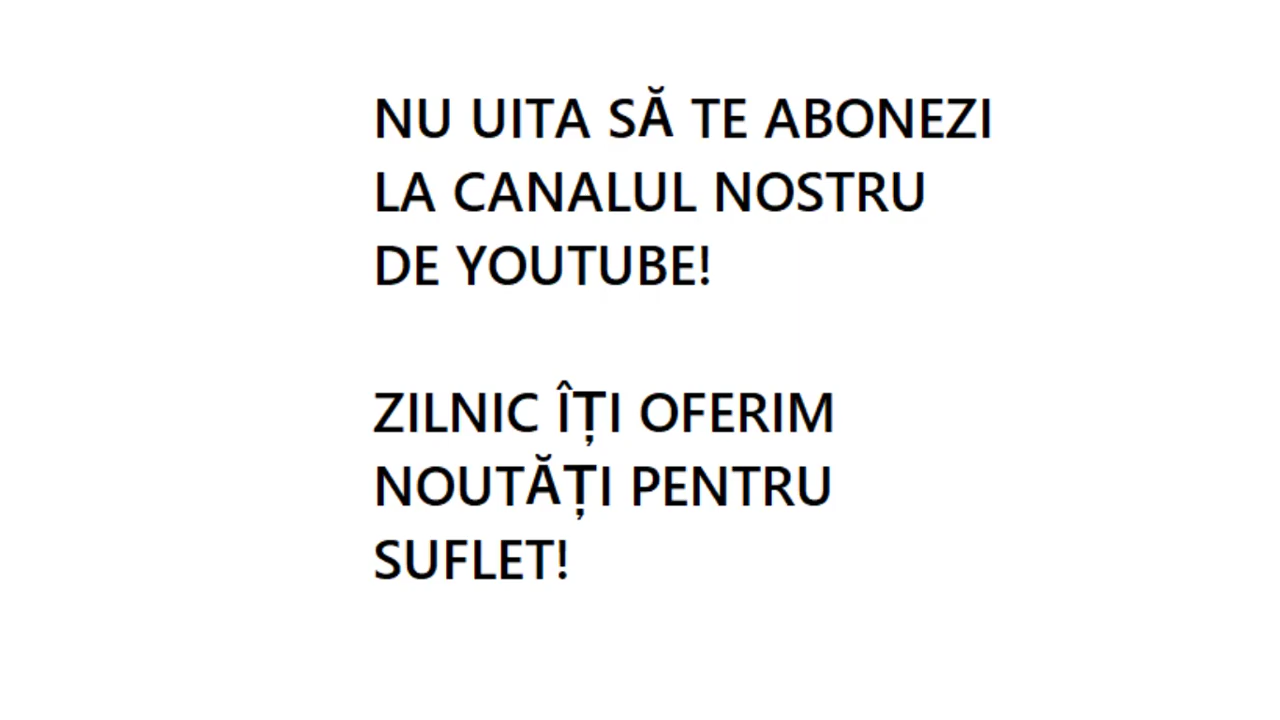 NU UITA SĂ TE ABONEZI
LA CANALUL NOSTRU
DE YOUTUBE!
ZILNIC ÎȚI OFERIM
NOUTĂȚI PENTRU
SUFLET!